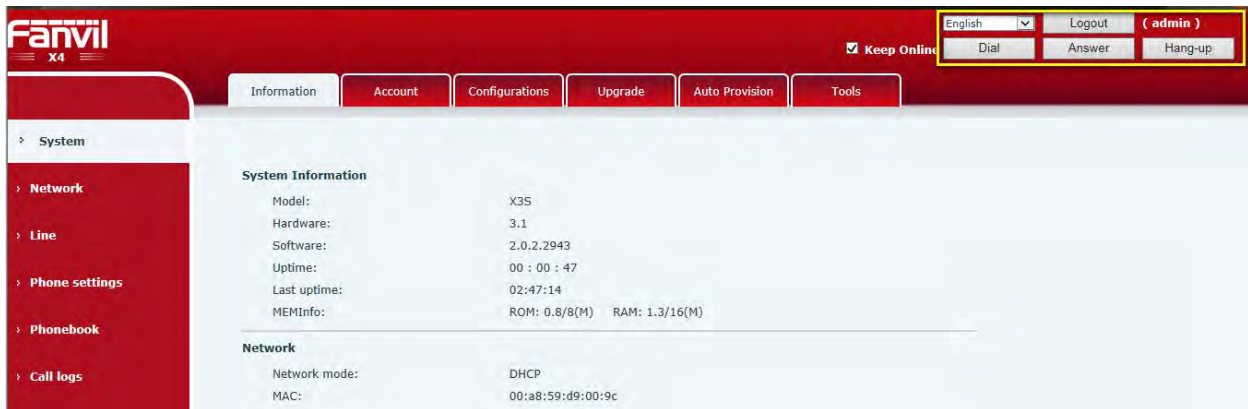 Fanvil
X4
English
Logout
( admin )
Keep Online
Dial
Answer
Hang-up
Information
Account
Configurations
Upgrade
Auto Provision
Tools
› System
› Network
› Line
› Phone settings
› Phonebook
› Call logs
System Information
Model: X3S
Hardware: 3.1
Software: 2.0.2.2943
Uptime: 00 : 00 : 47
Last uptime: 02:47:14
MEMInfo: ROM: 0.8/8(M) RAM: 1.3/16(M)
Network
Network mode: DHCP
MAC: 00:a8:59:d9:00:9c